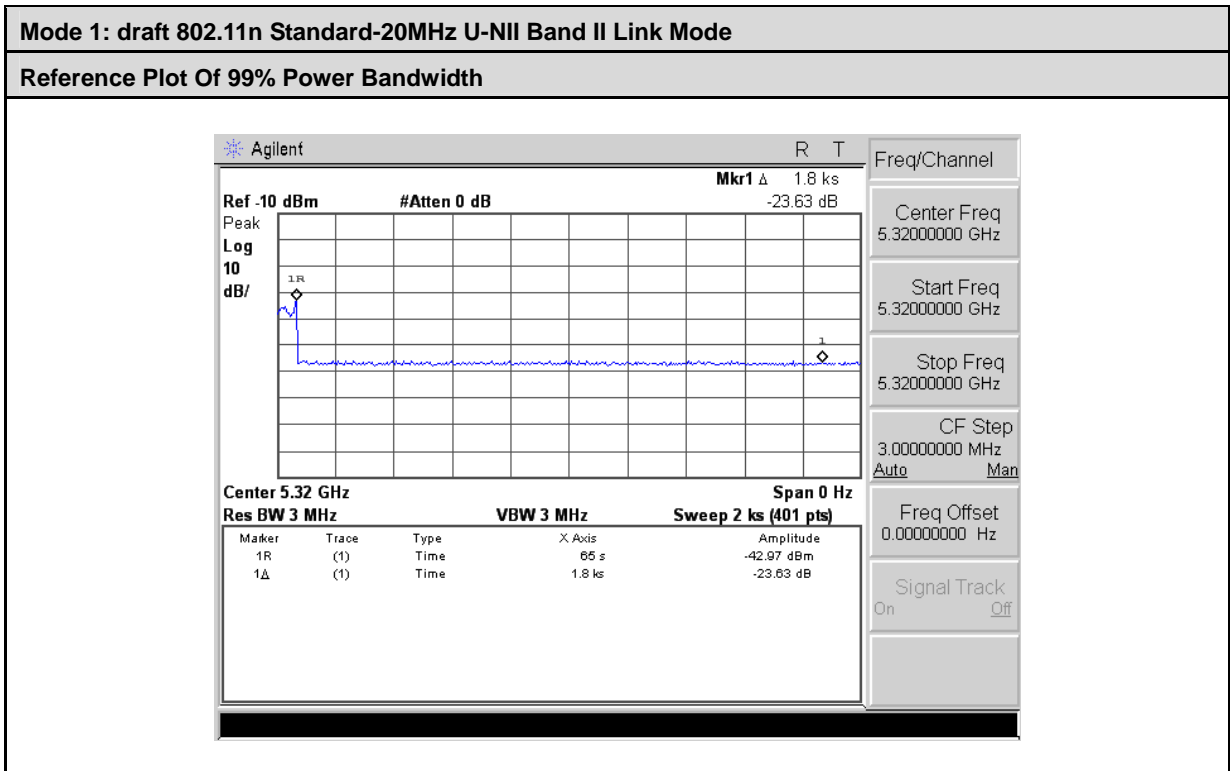 Mode 1: draft 802.11n Standard-20MHz U-NII Band II Link Mode
Reference Plot Of 99% Power Bandwidth
Agilent R T
Mkr1 Δ 1.8 ks
Ref -10 dBm #Atten 0 dB -23.63 dB
Peak
Log
10
dB/
1R
1
Center 5.32 GHz Span 0 Hz
Res BW 3 MHz VBW 3 MHz Sweep 2 ks (401 pts)
Marker Trace Type X Axis Amplitude
1R (1) Time 65 s -42.97 dBm
1Δ (1) Time 1.8 ks -23.63 dB
Freq/Channel
Center Freq
5.32000000 GHz
Start Freq
5.32000000 GHz
Stop Freq
5.32000000 GHz
CF Step
3.00000000 MHz
Auto Man
Freq Offset
0.00000000 Hz
Signal Track
On Off